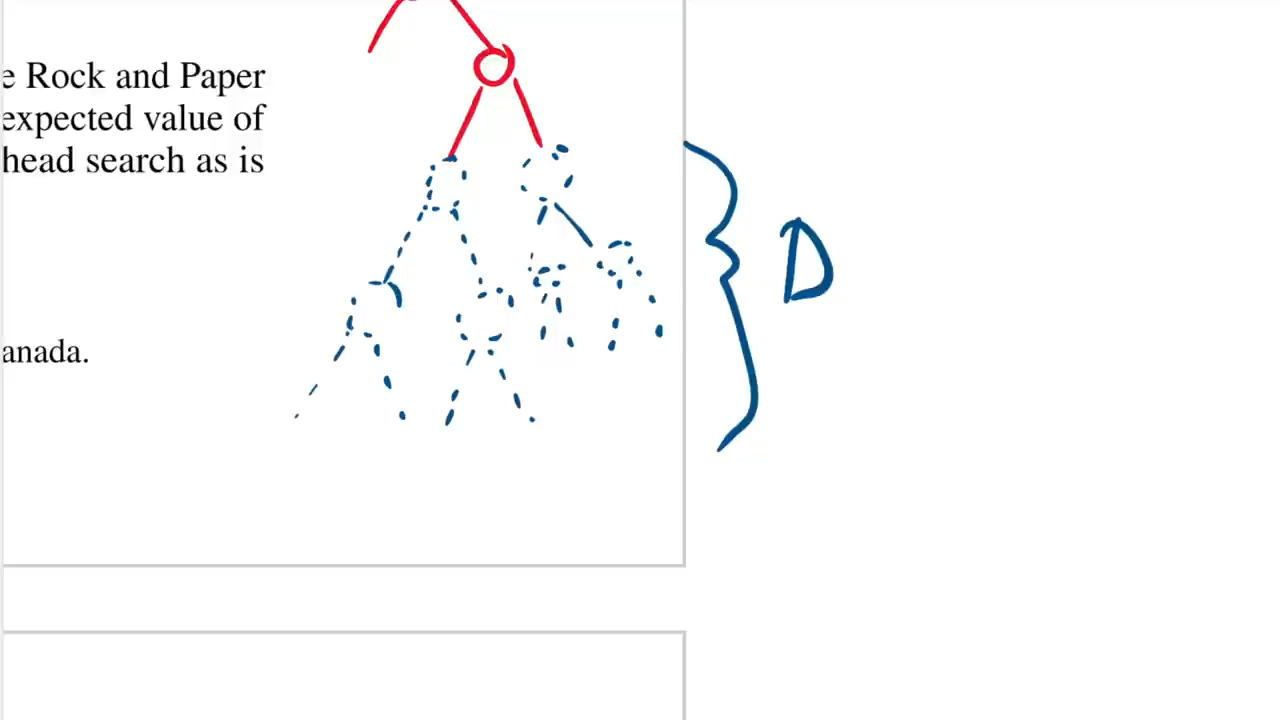 e Rock and Paper
expected value of
head search as is
D
anada.